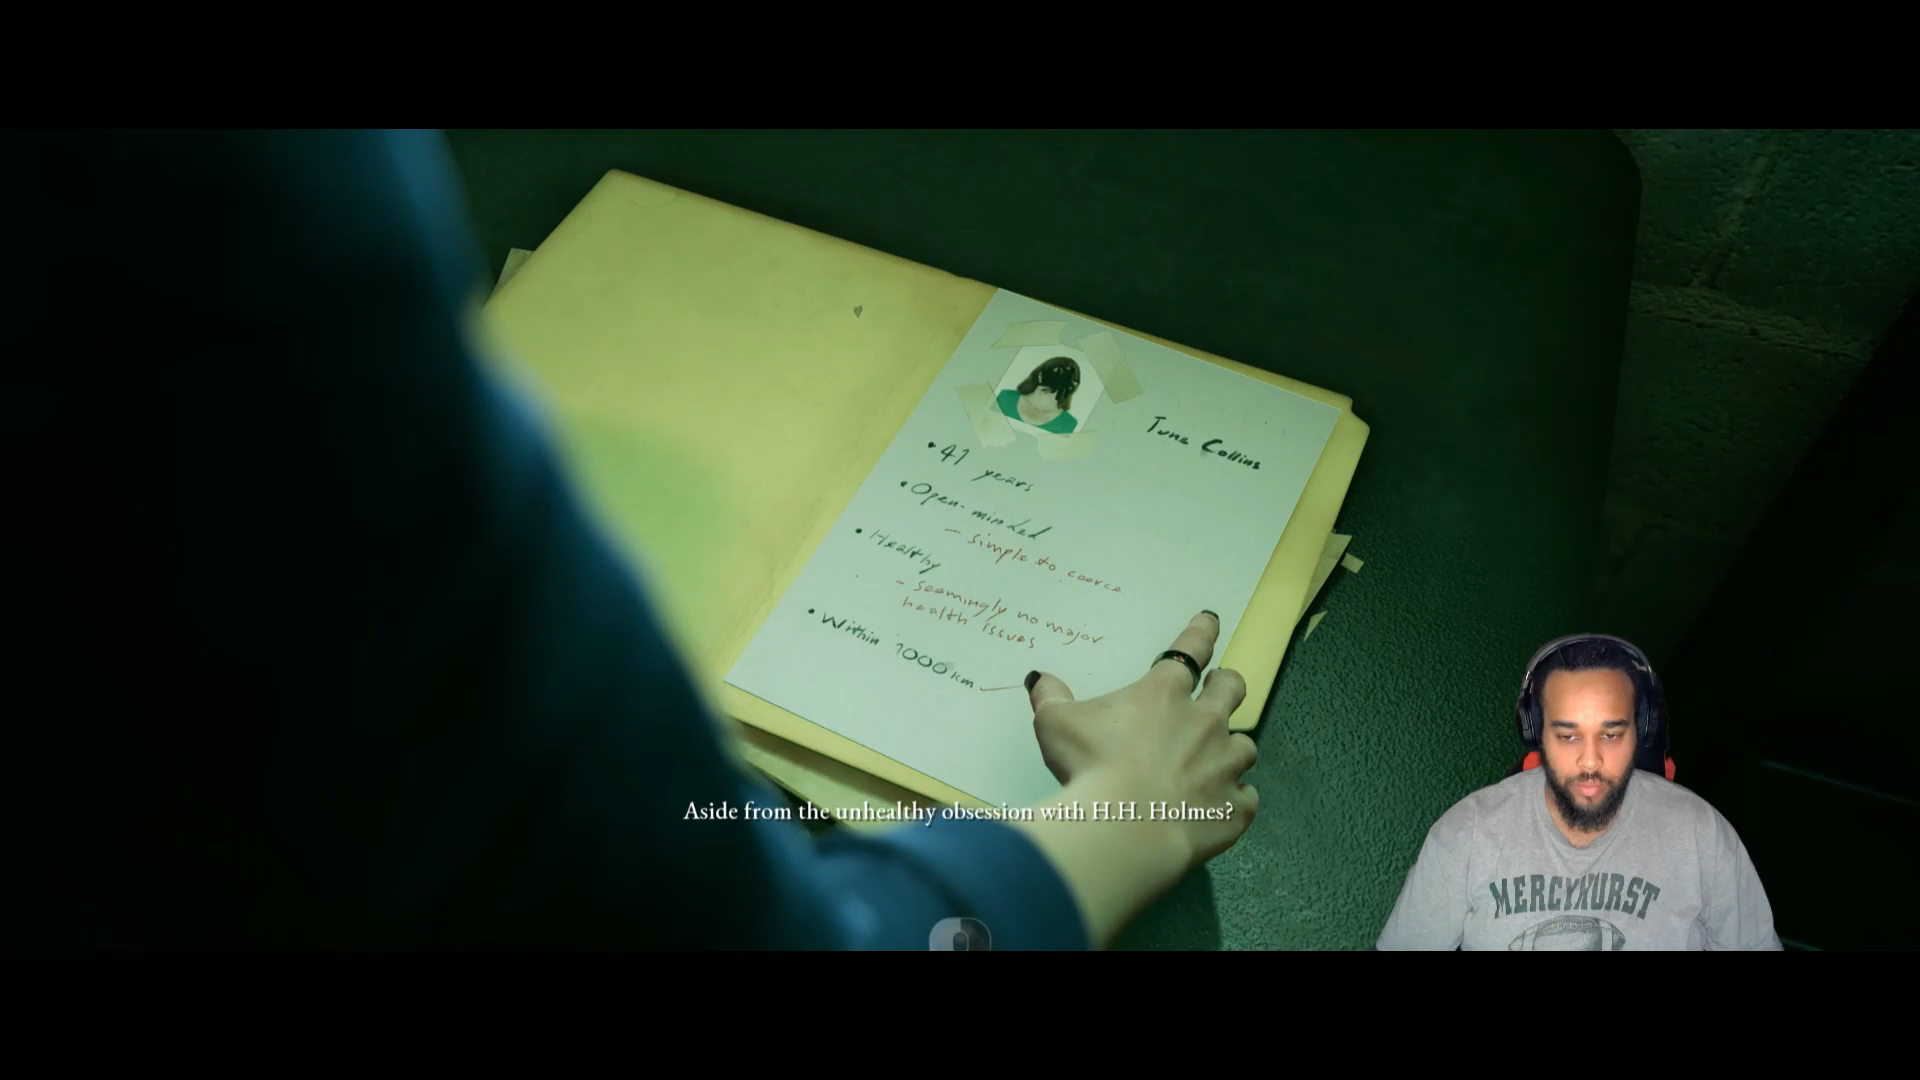 June Collins
• 41 years
• Open-minded
- simple to coerce
• Healthy
- seemingly no major
health issues
• Within 1000 km
Aside from the unhealthy obsession with H.H. Holmes?
MERCYHURST